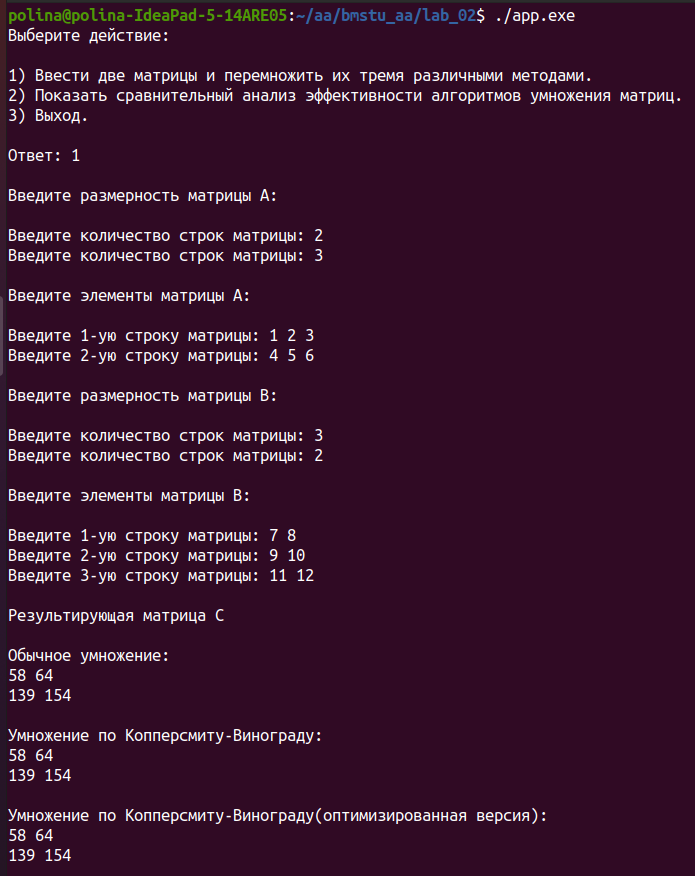 polina@polina-IdeaPad-5-14ARE05:~/aa/bmstu_aa/lab_02$ ./app.exe
Выберите действие:
1) Ввести две матрицы и перемножить их тремя различными методами.
2) Показать сравнительный анализ эффективности алгоритмов умножения матриц.
3) Выход.
Ответ: 1
Введите размерность матрицы А:
Введите количество строк матрицы: 2
Введите количество строк матрицы: 3
Введите элементы матрицы А:
Введите 1-ую строку матрицы: 1 2 3
Введите 2-ую строку матрицы: 4 5 6
Введите размерность матрицы В:
Введите количество строк матрицы: 3
Введите количество строк матрицы: 2
Введите элементы матрицы В:
Введите 1-ую строку матрицы: 7 8
Введите 2-ую строку матрицы: 9 10
Введите 3-ую строку матрицы: 11 12
Результирующая матрица С
Обычное умножение:
58 64
139 154
Умножение по Копперсмиту-Винограду:
58 64
139 154
Умножение по Копперсмиту-Винограду(оптимизированная версия):
58 64
139 154